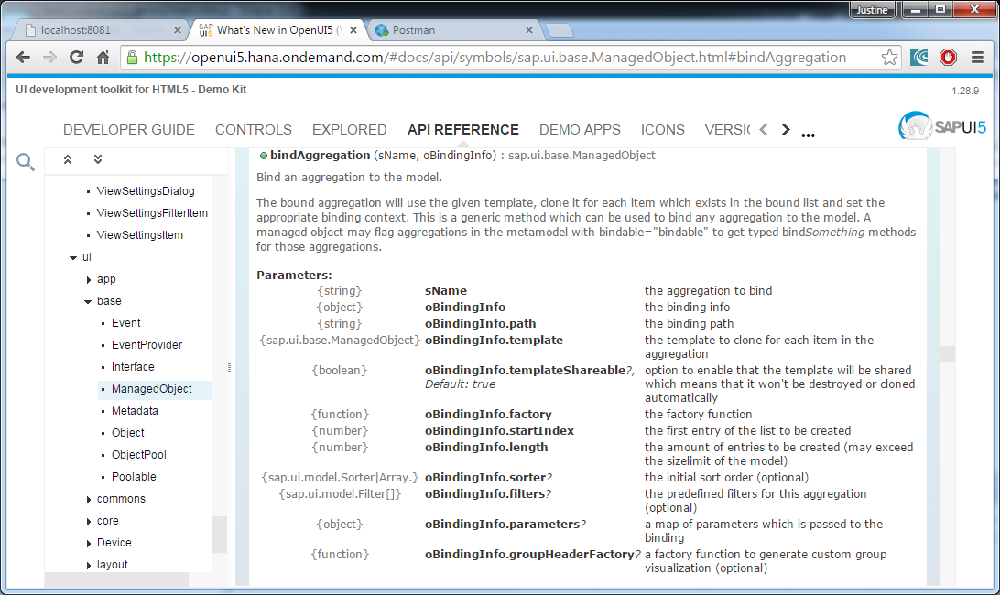 Justine
localhost:8081
SAP UI5 What's New in OpenUI5 (
Postman
https://openui5.hana.ondemand.com/#docs/api/symbols/sap.ui.base.ManagedObject.html#bindAggregation
UI development toolkit for HTML5 - Demo Kit
1.28.9
DEVELOPER GUIDE CONTROLS EXPLORED API REFERENCE DEMO APPS ICONS VERSI
SAPUI5
ViewSettingsDialog
ViewSettingsFilterItem
ViewSettingsItem
ui
app
base
Event
EventProvider
Interface
ManagedObject
Metadata
Object
ObjectPool
Poolable
commons
core
Device
layout
bindAggregation (sName, oBindingInfo) : sap.ui.base.ManagedObject
Bind an aggregation to the model.
The bound aggregation will use the given template, clone it for each item which exists in the bound list and set the
appropriate binding context. This is a generic method which can be used to bind any aggregation to the model. A
managed object may flag aggregations in the metamodel with bindable="bindable" to get typed bindSomething methods
for those aggregations.
Parameters:
{string} sName the aggregation to bind
{object} oBindingInfo the binding info
{string} oBindingInfo.path the binding path
{sap.ui.base.ManagedObject} oBindingInfo.template the template to clone for each item in the
aggregation
{boolean} oBindingInfo.templateShareable?, option to enable that the template will be shared
Default: true which means that it won't be destroyed or cloned
automatically
{function} oBindingInfo.factory the factory function
{number} oBindingInfo.startIndex the first entry of the list to be created
{number} oBindingInfo.length the amount of entries to be created (may exceed
the sizelimit of the model)
{sap.ui.model.Sorter|Array.} oBindingInfo.sorter? the initial sort order (optional)
{sap.ui.model.Filter[]} oBindingInfo.filters? the predefined filters for this aggregation
(optional)
{object} oBindingInfo.parameters? a map of parameters which is passed to the
binding
{function} oBindingInfo.groupHeaderFactory? a factory function to generate custom group
visualization (optional)